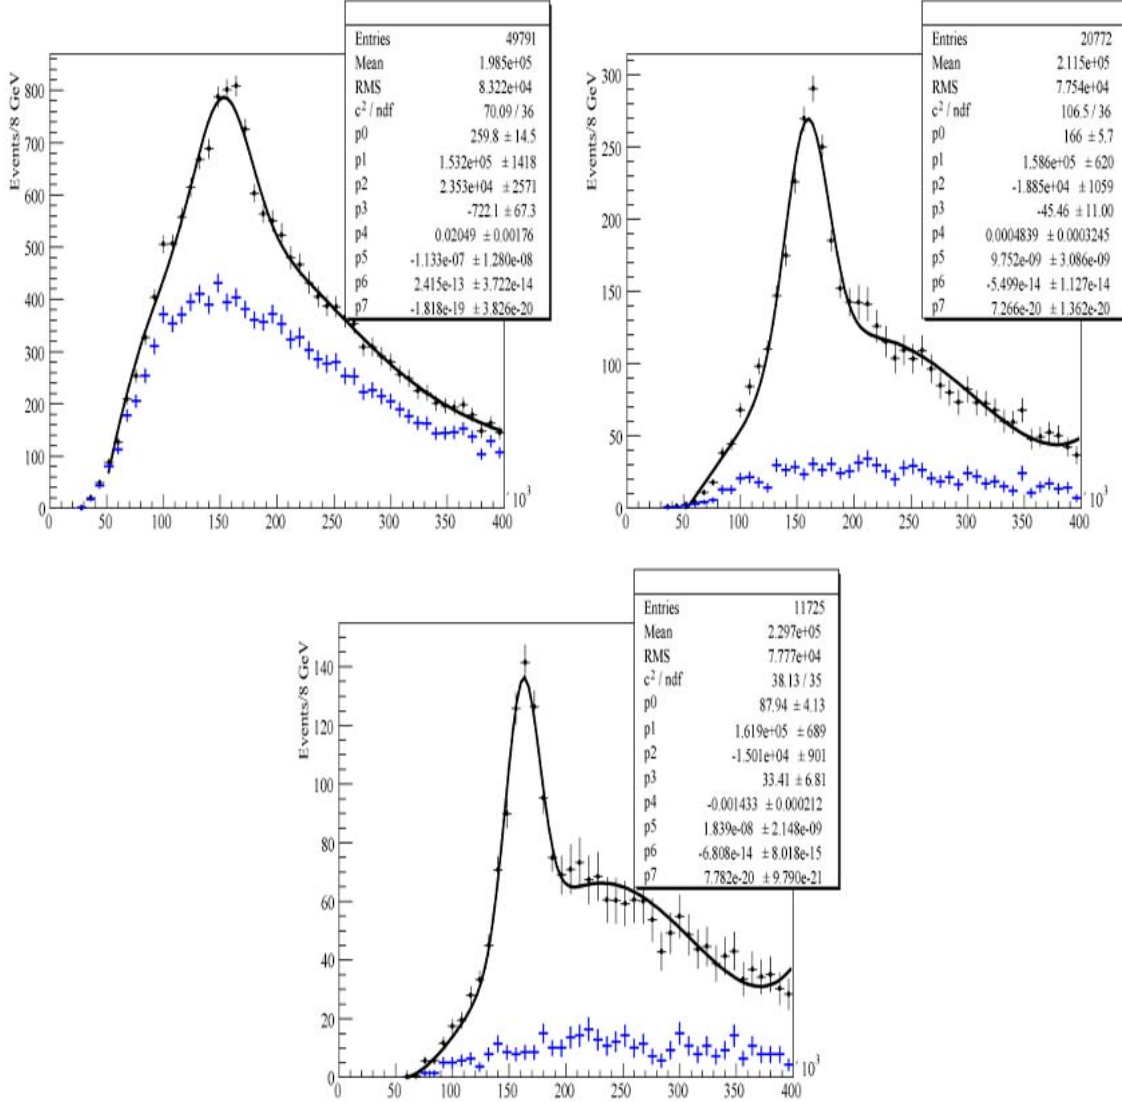 Entries 49791
Mean 1.985e+05
RMS 8.322e+04
c² / ndf 70.09 / 36
p0 259.8 ± 14.5
p1 1.532e+05 ± 1418
p2 2.353e+04 ± 2571
p3 -722.1 ± 67.3
p4 0.02049 ± 0.00176
p5 -1.133e-07 ± 1.280e-08
p6 2.415e-13 ± 3.722e-14
p7 -1.818e-19 ± 3.826e-20
Events/8 GeV
800
700
600
500
400
300
200
100
0
0 50 100 150 200 250 300 350 400
'10³
Entries 20772
Mean 2.115e+05
RMS 7.754e+04
c² / ndf 106.5 / 36
p0 166 ± 5.7
p1 1.586e+05 ± 620
p2 -1.885e+04 ± 1059
p3 -45.46 ± 11.00
p4 0.0004839 ± 0.0003245
p5 9.752e-09 ± 3.086e-09
p6 -5.499e-14 ± 1.127e-14
p7 7.266e-20 ± 1.362e-20
Events/8 GeV
300
250
200
150
100
50
0
0 50 100 150 200 250 300 350 400
'10³
Entries 11725
Mean 2.297e+05
RMS 7.777e+04
c² / ndf 38.13 / 35
p0 87.94 ± 4.13
p1 1.619e+05 ± 689
p2 -1.501e+04 ± 901
p3 33.41 ± 6.81
p4 -0.001433 ± 0.000212
p5 1.839e-08 ± 2.148e-09
p6 -6.808e-14 ± 8.018e-15
p7 7.782e-20 ± 9.790e-21
Events/8 GeV
140
120
100
80
60
40
20
0
0 50 100 150 200 250 300 350 400
'10³